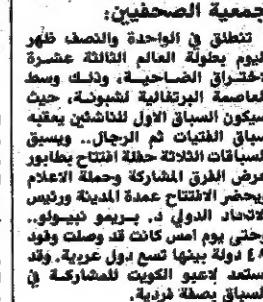 جمعية الصحفيين:
تنطلق في الواحدة والنصف ظهر
اليوم بطولة العالم الثالثة عشرة
لاختراق الضاحية، وذلك وسط
العاصمة البرتغالية لشبونة، حيث
سيكون السباق الاول للناشئين يعقبه
سباق الفتيات ثم الرجال.. ويسبق
السباقات الثلاثة حفلة افتتاح بطابور
عرض الفرق المشاركة وحملة الاعلام
ويحضر الافتتاح عمدة المدينة ورئيس
الاتحاد الدولي د. بريمو نبيولو..
وحتى يوم امس كانت قد وصلت وفود
٤٨ دولة بينها تسع دول عربية. وقد
استعد لاعبو الكويت للمشاركة في
السباق بصفة فردية.